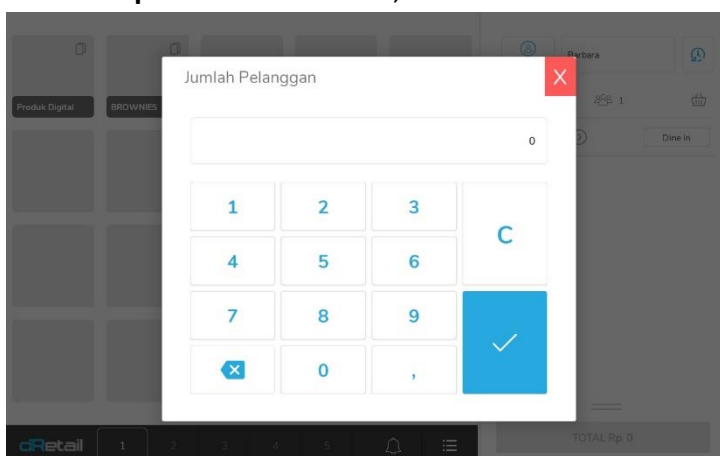 Barbara
Jumlah Pelanggan
X
Produk Digital
BROWNIES
1
0
Dine in
1
2
3
C
4
5
6
7
8
9
0
,
dRetail
1
2
3
4
5
TOTAL Rp. 0